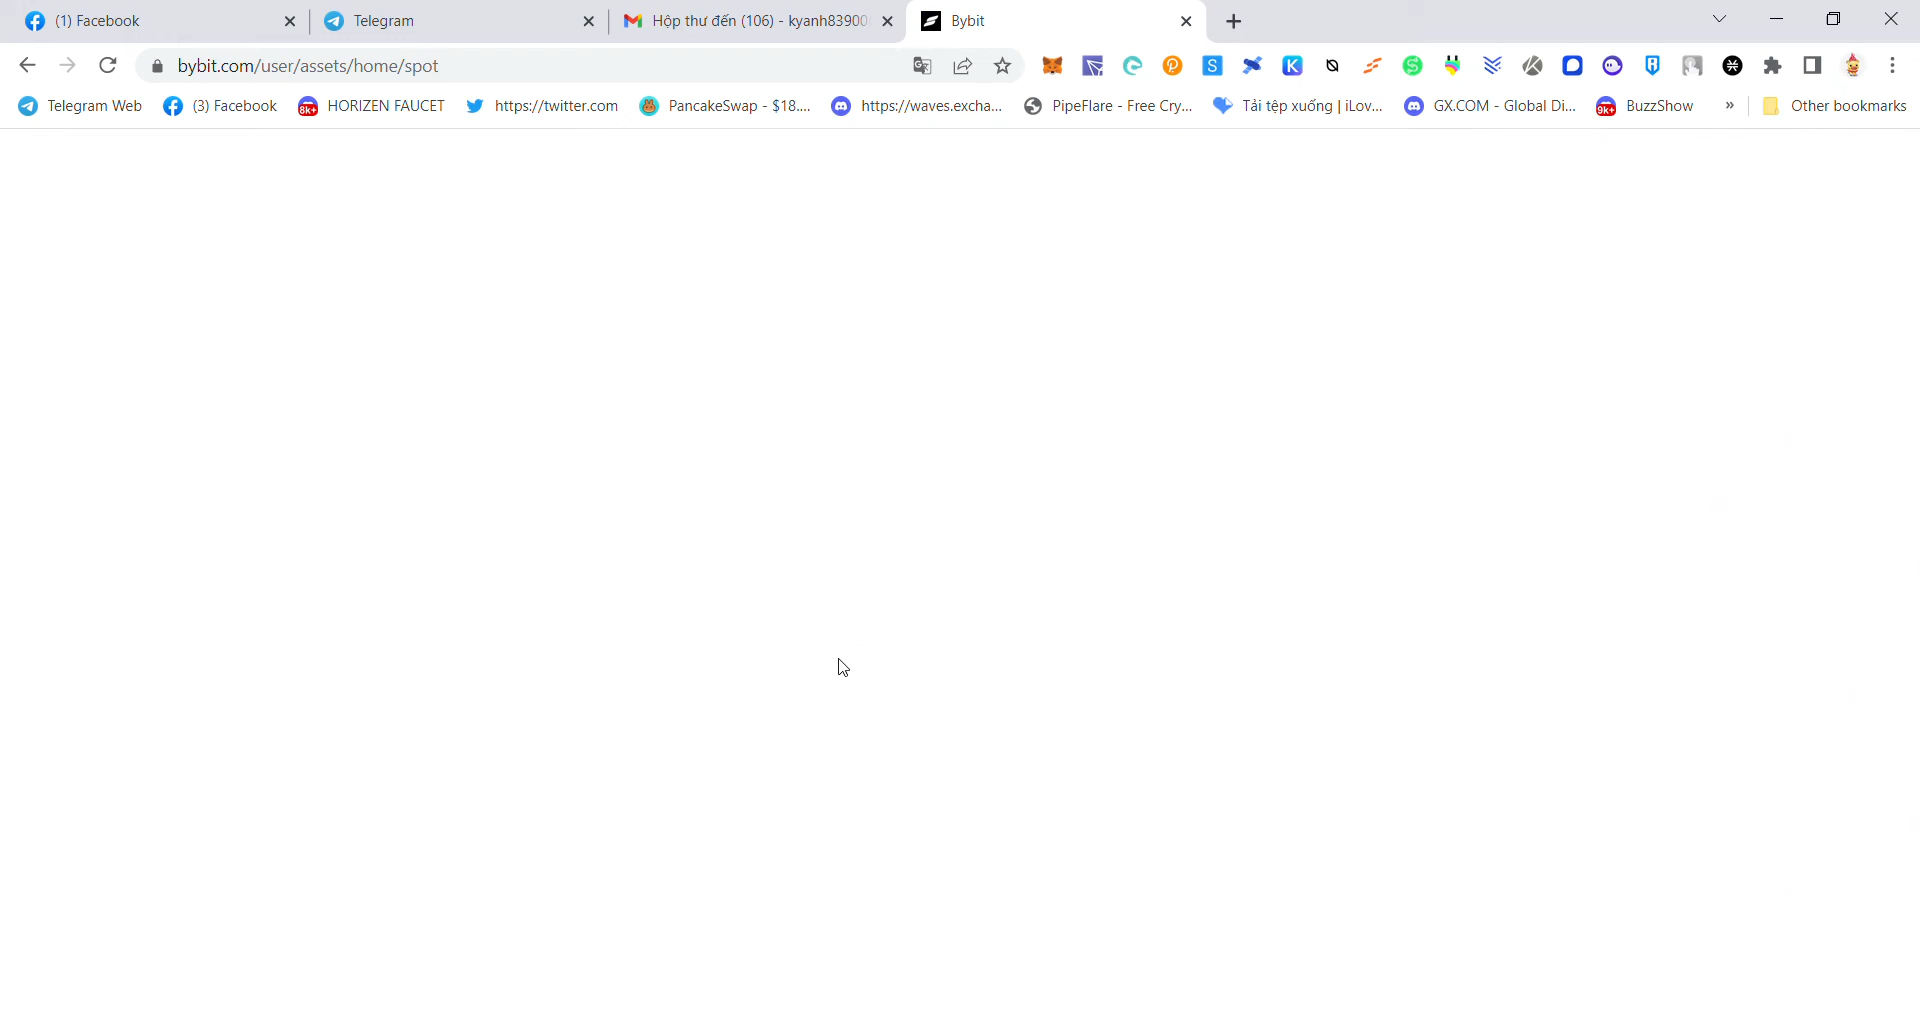 (1) Facebook
Telegram
Hộp thư đến (106) - kyanh83900
Bybit
bybit.com/user/assets/home/spot
Telegram Web
(3) Facebook
8k+
HORIZEN FAUCET
https://twitter.com
PancakeSwap - $18....
https://waves.excha...
PipeFlare - Free Cry...
Tải tệp xuống | iLov...
GX.COM - Global Di...
9k+
BuzzShow
»
Other bookmarks